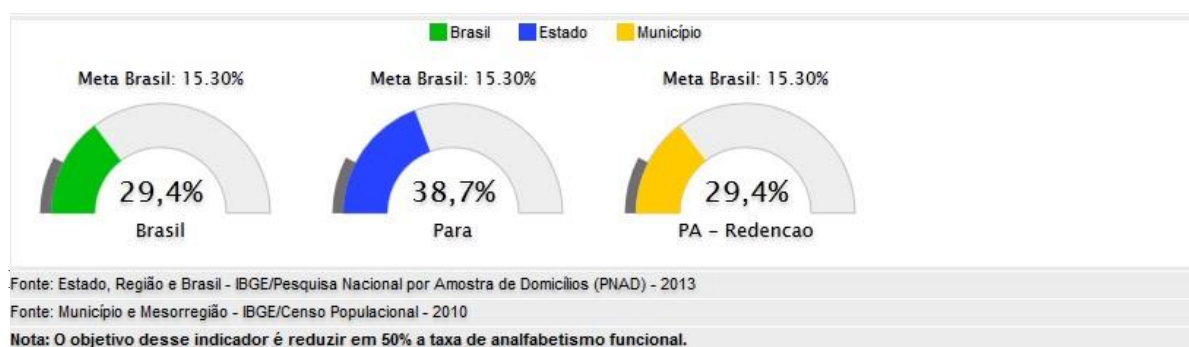 Brasil Estado Município
Meta Brasil: 15.30% Meta Brasil: 15.30% Meta Brasil: 15.30%
29,4% 38,7% 29,4%
Brasil Para PA - Redencao
Fonte: Estado, Região e Brasil - IBGE/Pesquisa Nacional por Amostra de Domicílios (PNAD) - 2013
Fonte: Município e Mesorregião - IBGE/Censo Populacional - 2010
Nota: O objetivo desse indicador é reduzir em 50% a taxa de analfabetismo funcional.